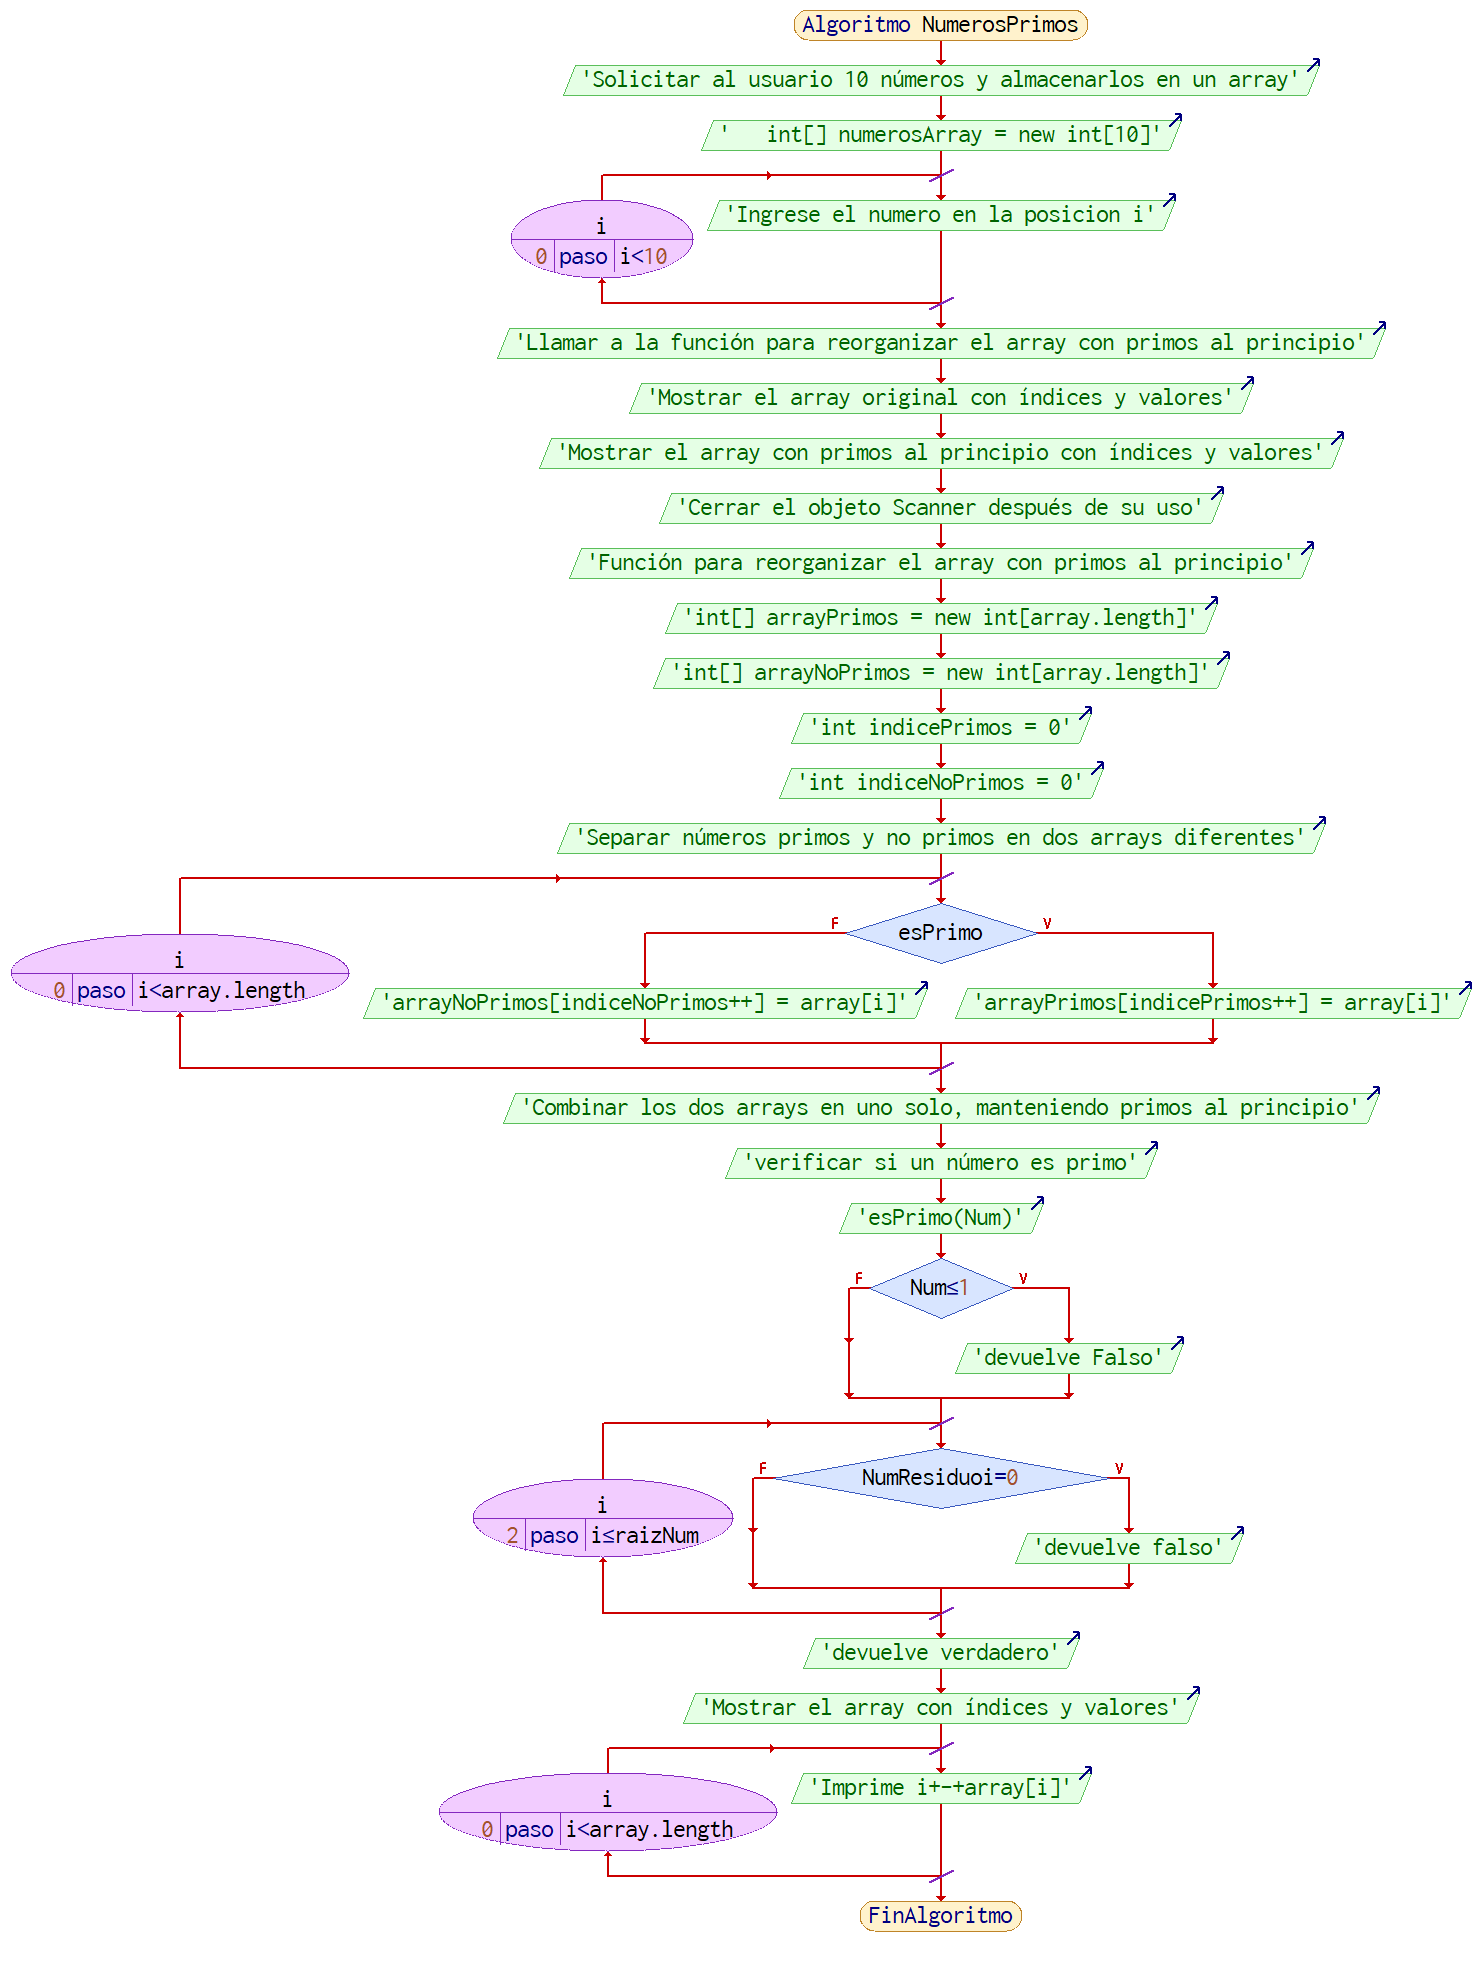 Algoritmo NumerosPrimos
'Solicitar al usuario 10 números y almacenarlos en un array'
'   int[] numerosArray = new int[10]'
i
0 paso i<10
'Ingrese el numero en la posicion i'
'Llamar a la función para reorganizar el array con primos al principio'
'Mostrar el array original con índices y valores'
'Mostrar el array con primos al principio con índices y valores'
'Cerrar el objeto Scanner después de su uso'
'Función para reorganizar el array con primos al principio'
'int[] arrayPrimos = new int[array.length]'
'int[] arrayNoPrimos = new int[array.length]'
'int indicePrimos = 0'
'int indiceNoPrimos = 0'
'Separar números primos y no primos en dos arrays diferentes'
i
0 paso i<array.length
F esPrimo V
'arrayNoPrimos[indiceNoPrimos++] = array[i]'
'arrayPrimos[indicePrimos++] = array[i]'
'Combinar los dos arrays en uno solo, manteniendo primos al principio'
'verificar si un número es primo'
'esPrimo(Num)'
F Num≤1 V
'devuelve Falso'
i
2 paso i≤raizNum
F NumResiduoi=0 V
'devuelve falso'
'devuelve verdadero'
'Mostrar el array con índices y valores'
i
0 paso i<array.length
'Imprime i+-+array[i]'
FinAlgoritmo